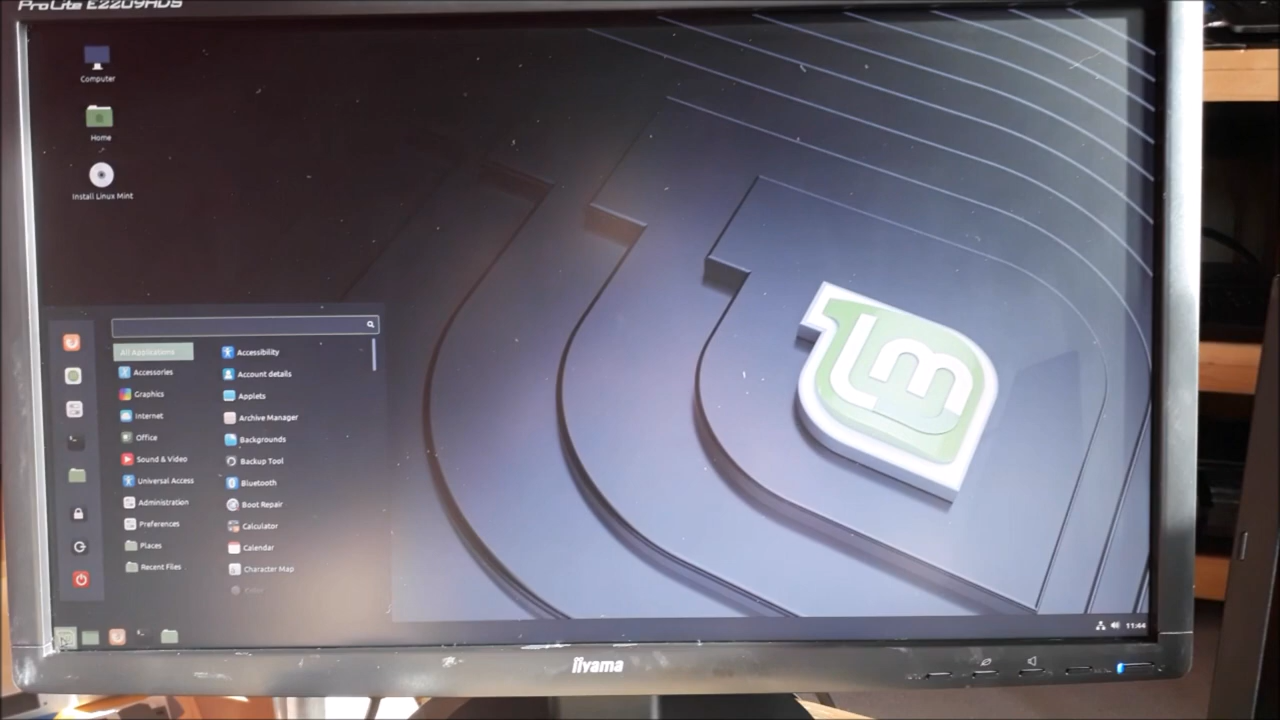 ProLite E2209HDS
Computer
Home
Install Linux Mint
All Applications
Accessories
Graphics
Internet
Office
Sound & Video
Universal Access
Administration
Preferences
Places
Recent Files
Accessibility
Account details
Applets
Archive Manager
Backgrounds
Backup Tool
Bluetooth
Boot Repair
Calculator
Calendar
Character Map
lm
11:44
iiyama